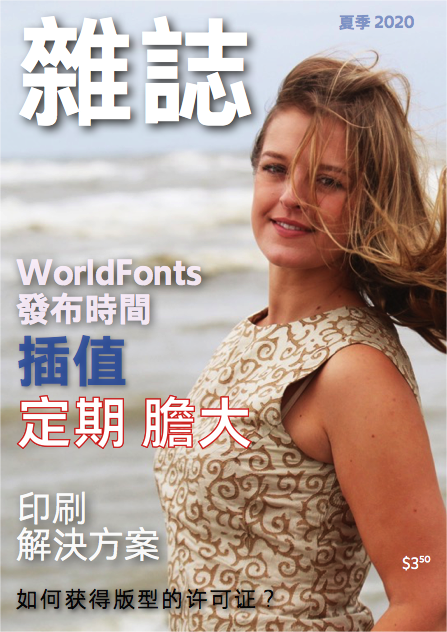 夏季 2020
雜誌
WorldFonts
發布時間
插值
定期 膽大
印刷
解決方案
$3⁵⁰
如何获得版型的许可证？